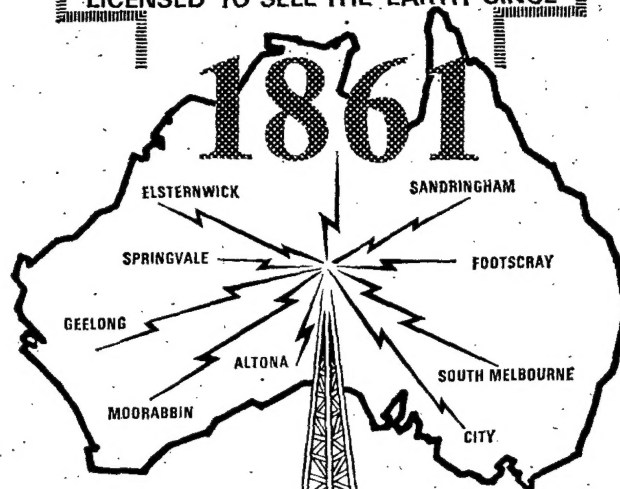 LICENSED TO SELL THE EARTH SINCE
1861
ELSTERNWICK
SANDRINGHAM
SPRINGVALE
FOOTSCRAY
GEELONG
ALTONA
SOUTH MELBOURNE
MOORABBIN
CITY